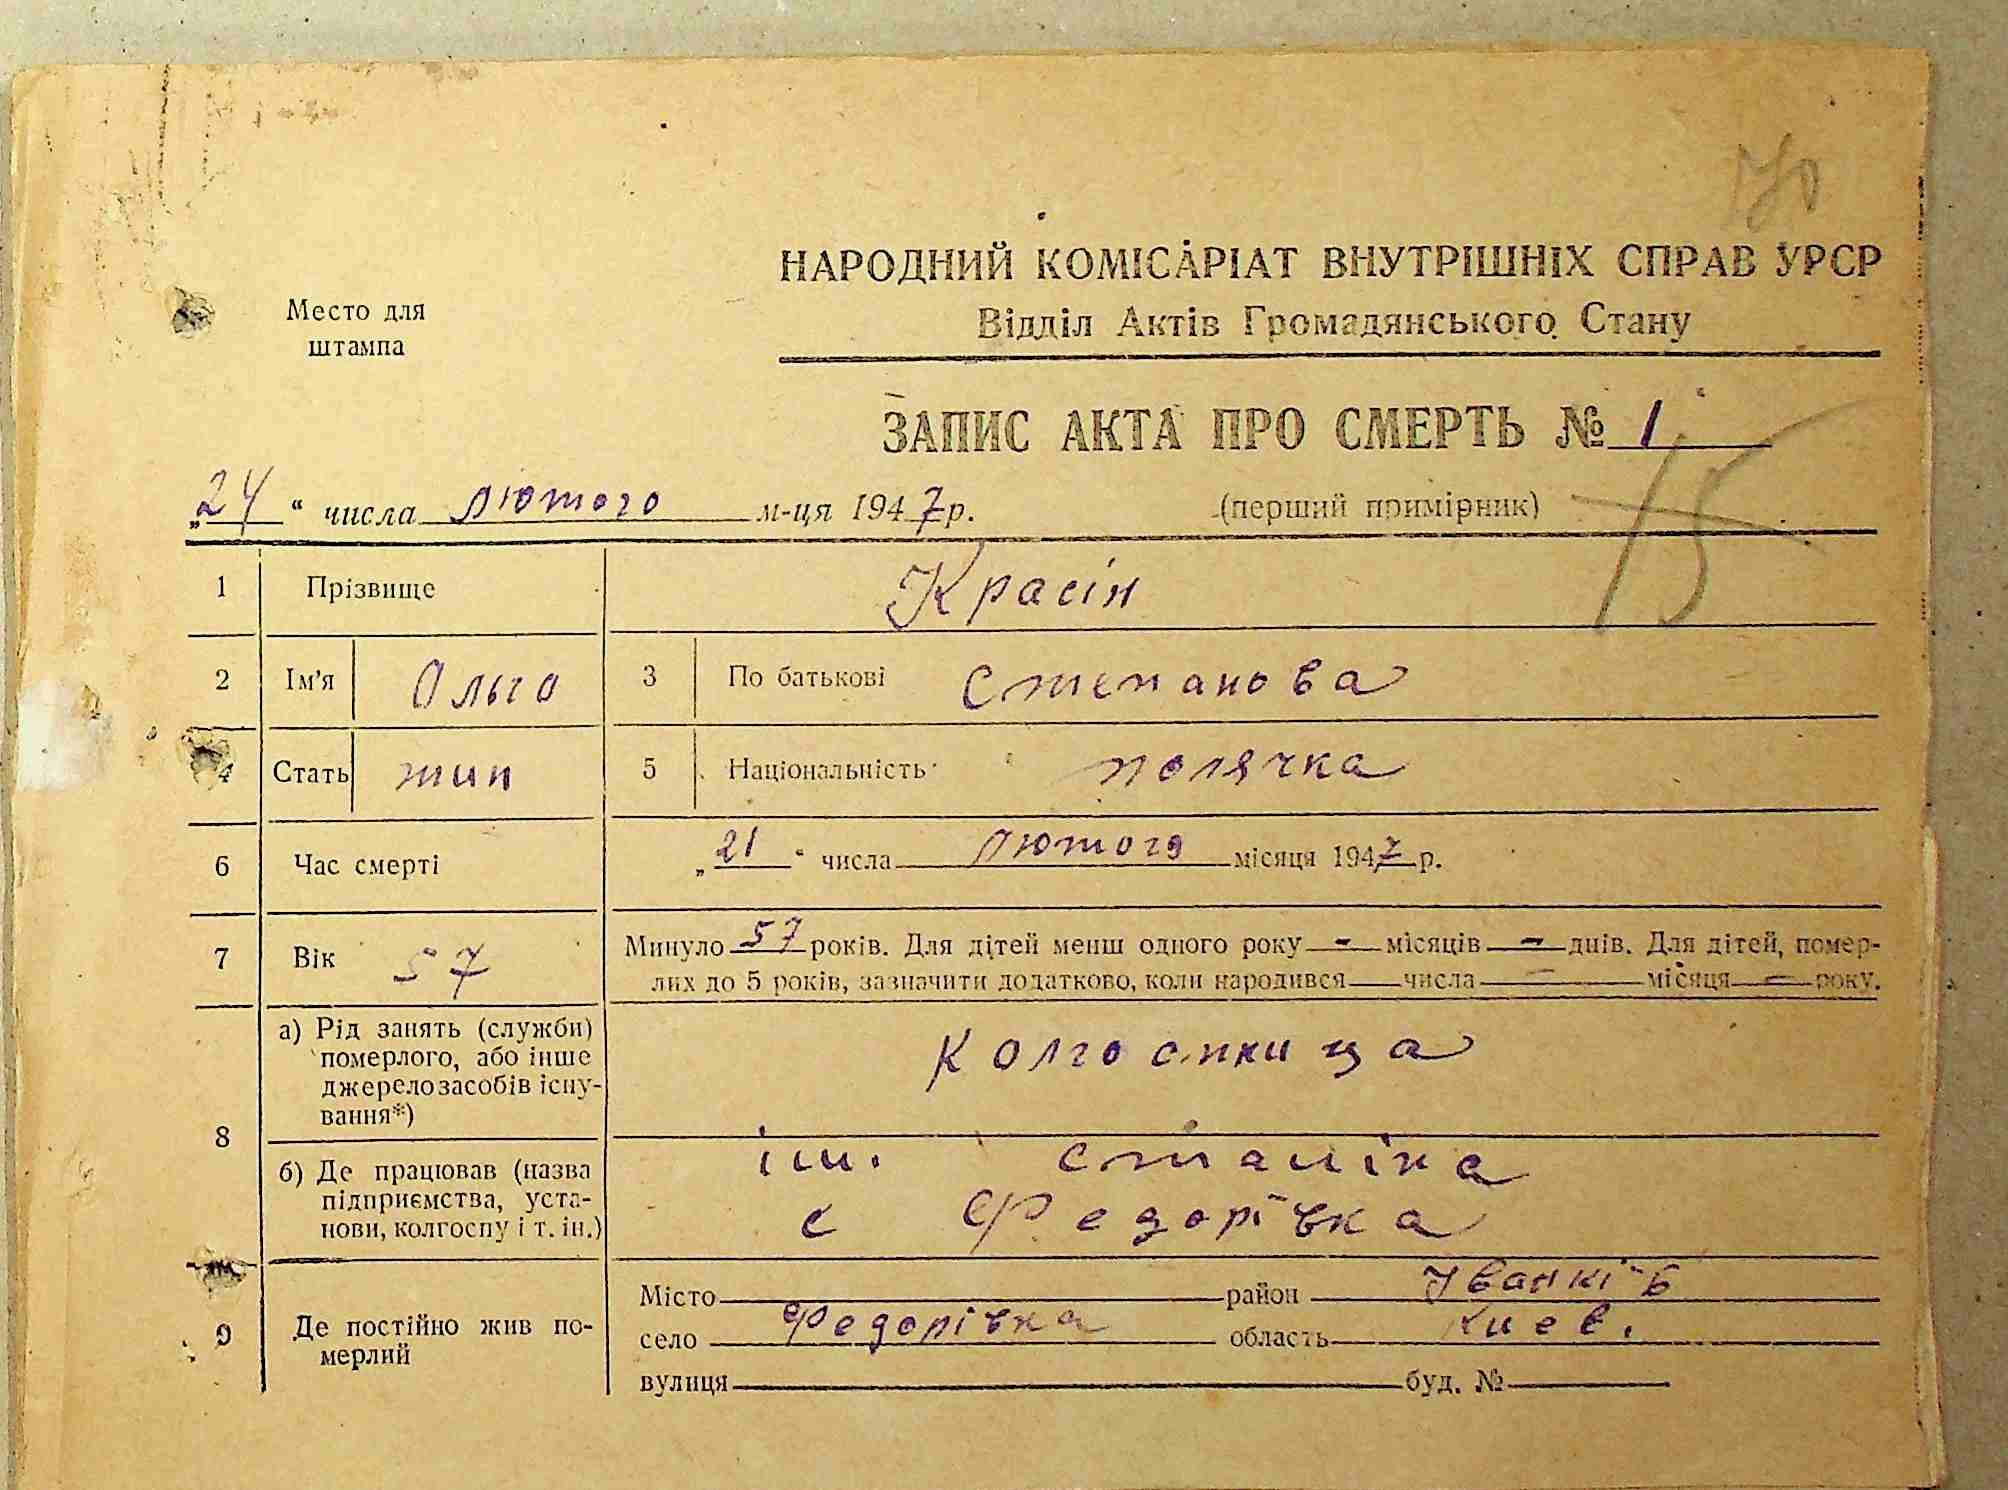 70
НАРОДНИЙ КОМІСАРІАТ ВНУТРІШНІХ СПРАВ УРСР
Место для
штампа
Відділ Актів Громадянського Стану
ЗАПИС АКТА ПРО СМЕРТЬ № 1
„24“ числа лютого м-ця 1947 р. (перший примірник)
15
1 Прізвище Красін
2 Ім'я Ольго 3 По батькові Степанова
4 Стать жин 5 Національність полячка
6 Час смерті „21“ числа лютого місяця 1947 р.
7 Вік 57 Минуло 57 років. Для дітей менш одного року — місяців — днів. Для дітей, помер-
лих до 5 років, зазначити додатково, коли народився — числа — місяця — року.
8 а) Рід занять (служби)
померлого, або інше
джерело засобів існу-
вання*)
Колгоспница
б) Де працював (назва
підприємства, уста-
нови, колгоспу і т. ін.)
ім. Сталіна
с Федорівка
9 Де постійно жив по-
мерлий
Місто район Іванків
село Федорівка область Киев.
вулиця буд. №